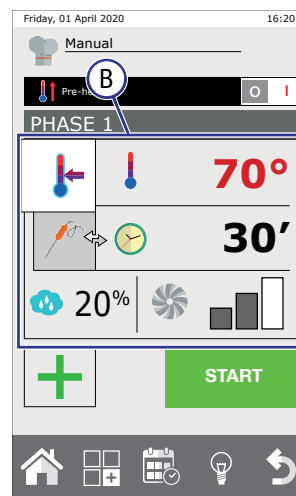 Friday, 01 April 2020 16:20
Manual
Pre-he
B
O I
PHASE 1
70°
30′
20%
START